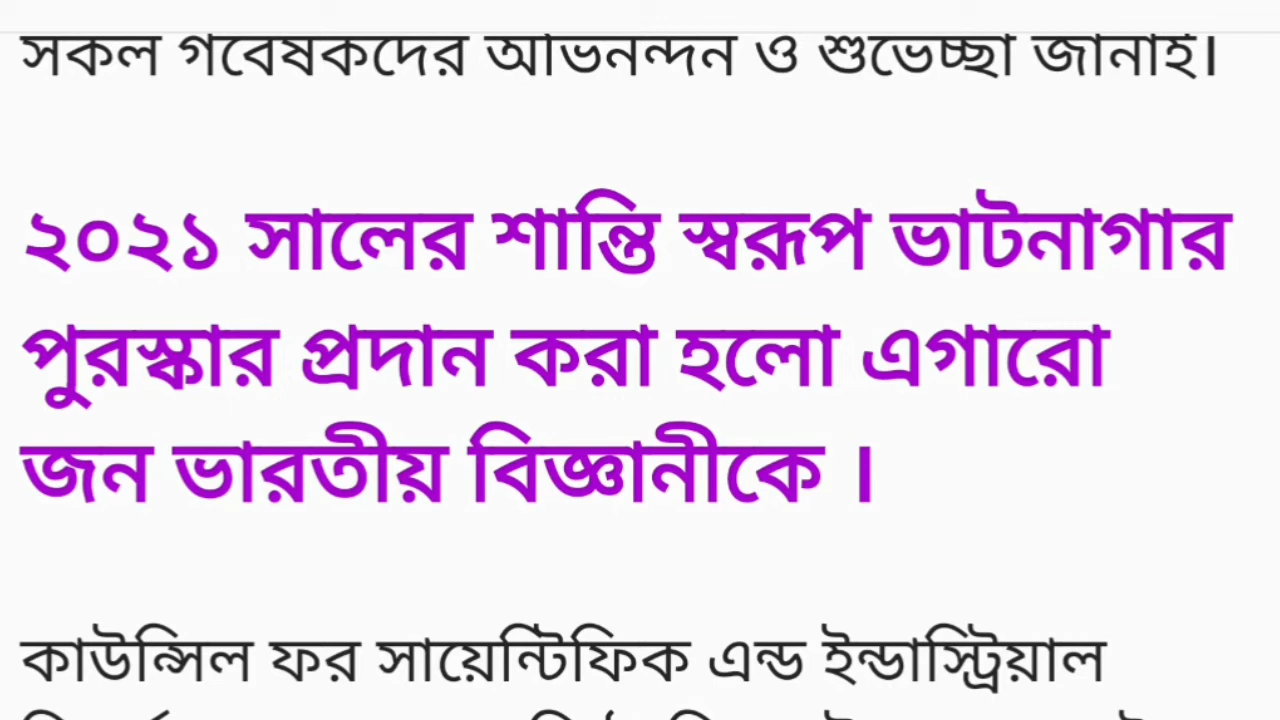 সকল গবেষকদের অভিনন্দন ও শুভেচ্ছা জানাই।
২০২১ সালের শান্তি স্বরূপ ভাটনাগার
পুরস্কার প্রদান করা হলো এগারো
জন ভারতীয় বিজ্ঞানীকে ।
কাউন্সিল ফর সায়েন্টিফিক এন্ড ইন্ডাস্ট্রিয়াল